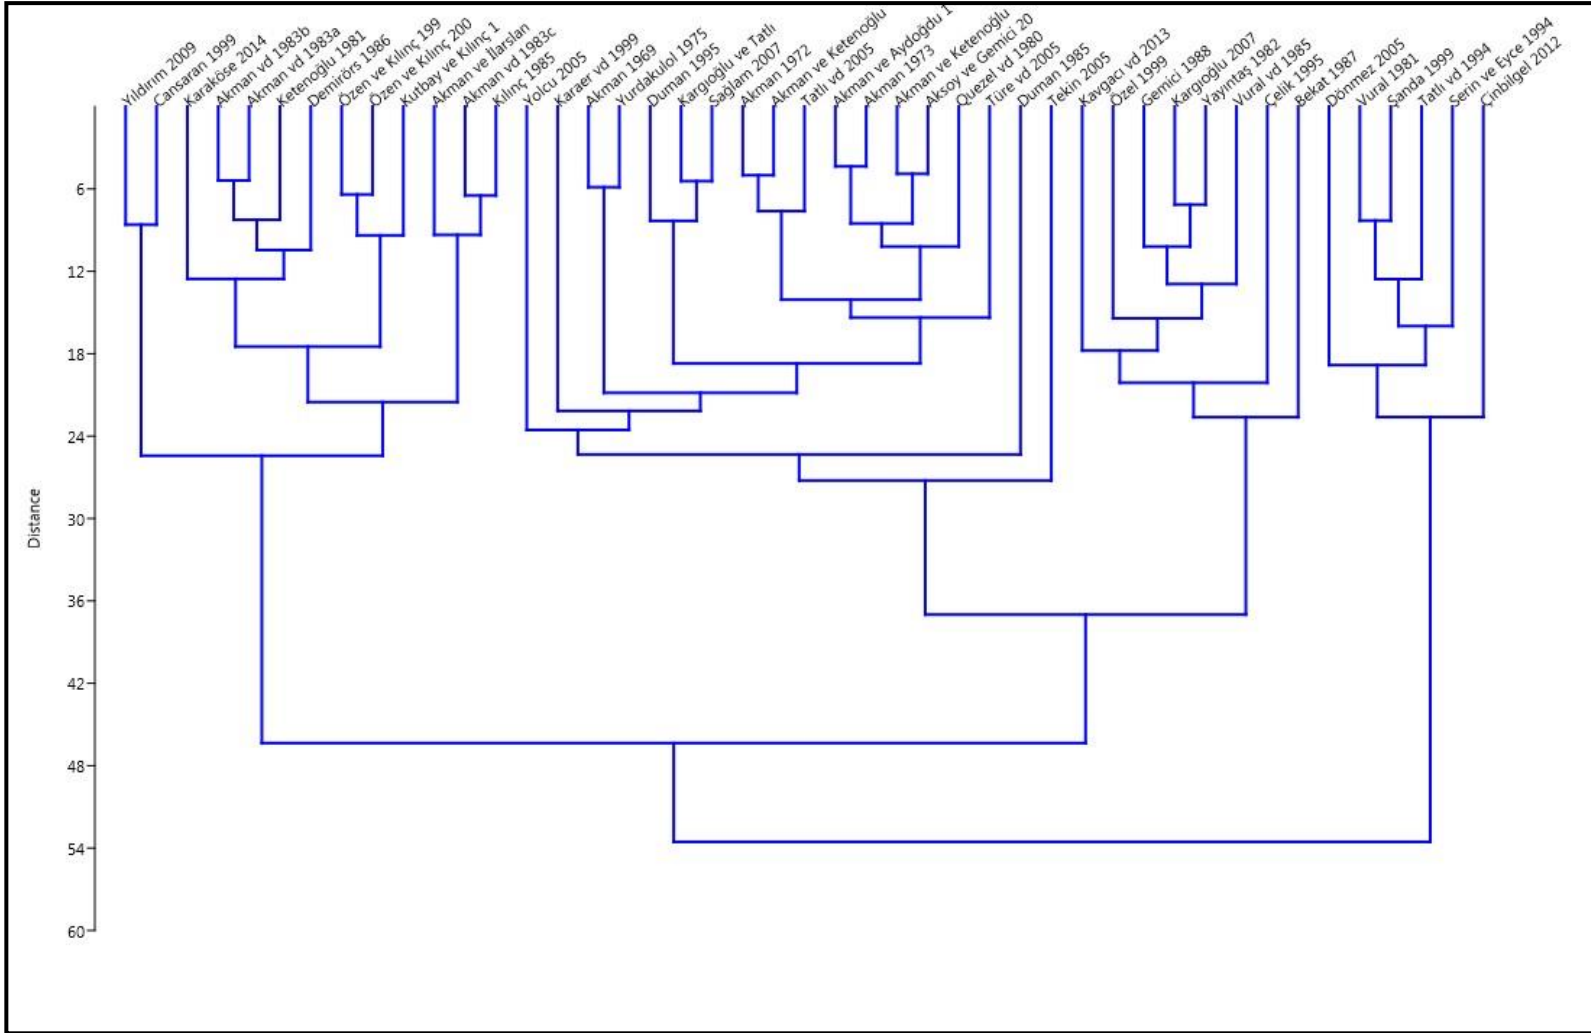 Yıldırım 2009
Cansaran 1999
Karaköse 2014
Akman vd 1983b
Akman vd 1983a
Ketenoğlu 1981
Demirörs 1986
Özen ve Kılınç 199
Özen ve Kılınç 200
Kutbay ve Kılınç 1
Akman ve İlarslan
Akman vd 1983c
Kılınç 1985
Yolcu 2005
Karaer vd 1999
Akman 1969
Yurdakulol 1975
Duman 1995
Kargıoğlu ve Tatlı
Sağlam 2007
Akman 1972
Akman ve Ketenoğlu
Tatlı vd 2005
Akman ve Aydoğdu 1
Akman 1973
Akman ve Ketenoğlu
Aksoy ve Gemici 20
Quezel vd 1980
Türe vd 2005
Duman 1985
Tekin 2005
Kavgacı vd 2013
Özel 1999
Gemici 1988
Kargıoğlu 2007
Yayıntaş 1982
Vural vd 1985
Çelik 1995
Bekat 1987
Dönmez 2005
Vural 1981
Şanda 1999
Tatlı vd 1994
Serin ve Eyce 1994
Çinbilgel 2012
6
12
18
24
30
36
42
48
54
60
Distance